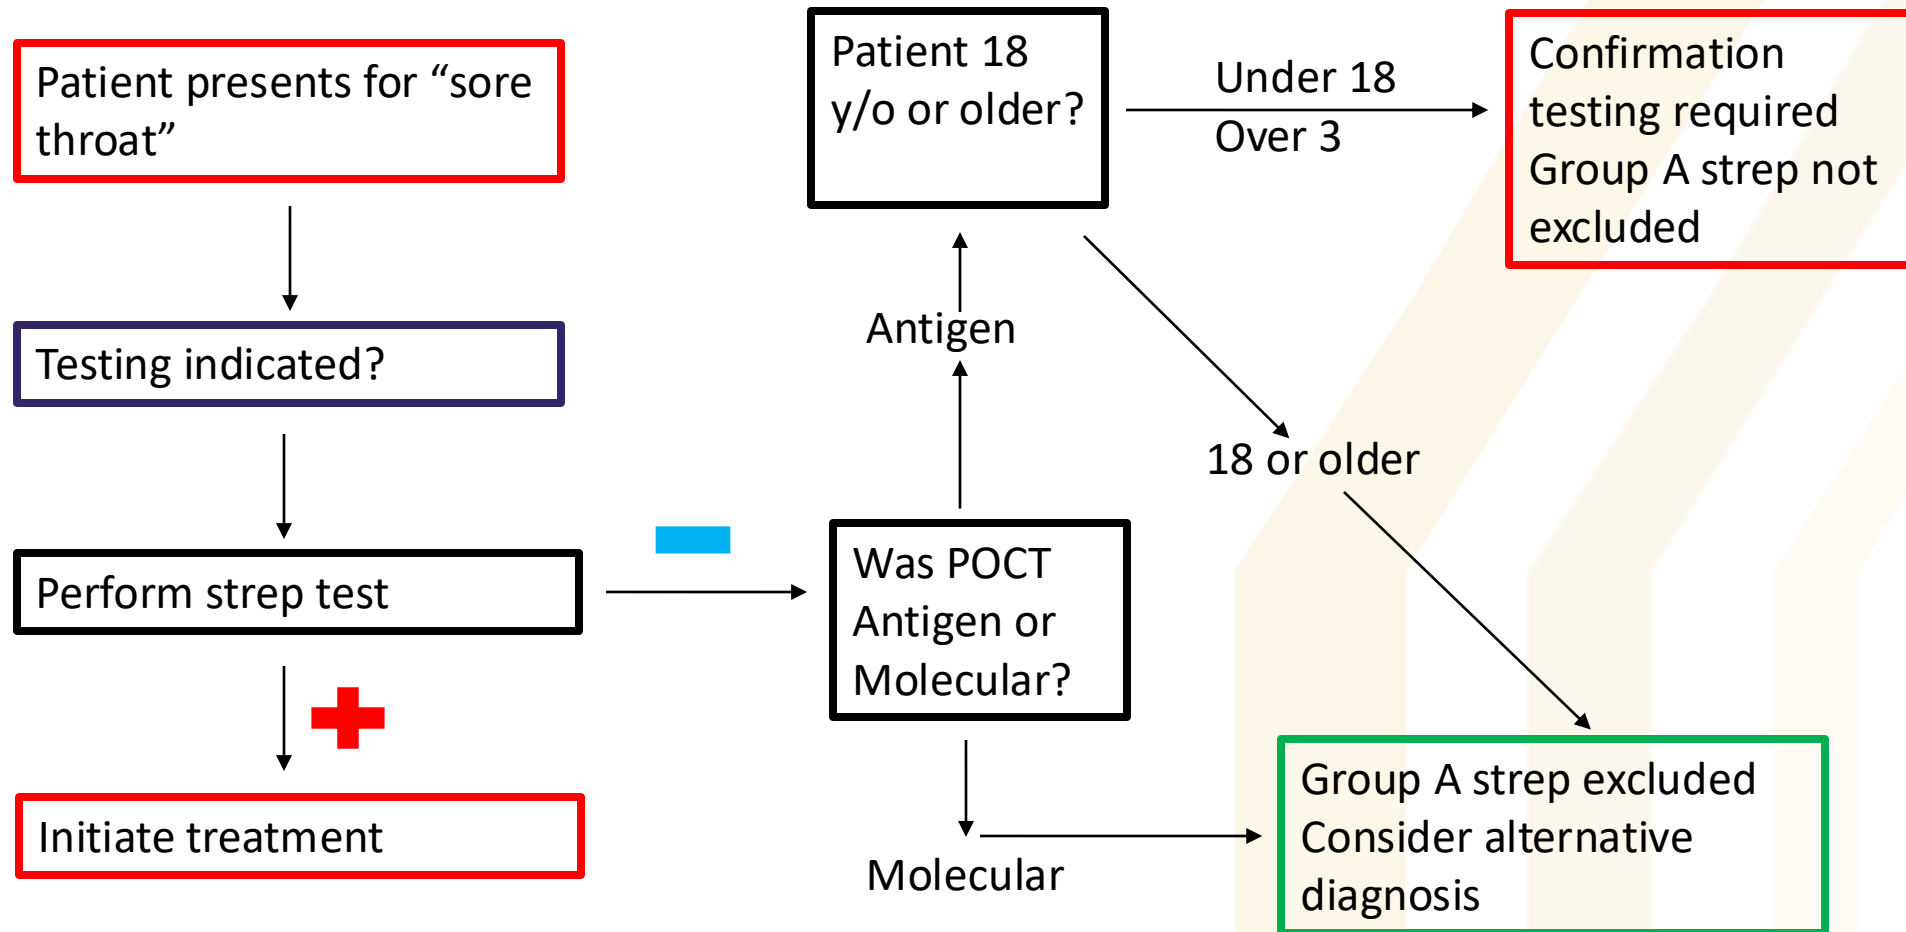 Patient presents for “sore
throat”
Testing indicated?
Perform strep test
Initiate treatment
Was POCT
Antigen or
Molecular?
Antigen
Patient 18
y/o or older?
Under 18
Over 3
Confirmation
testing required
Group A strep not
excluded
18 or older
Molecular
Group A strep excluded
Consider alternative
diagnosis